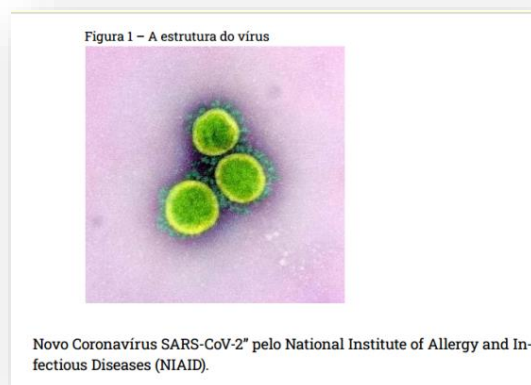 Figura 1 – A estrutura do vírus
Novo Coronavírus SARS-CoV-2” pelo National Institute of Allergy and In-
fectious Diseases (NIAID).